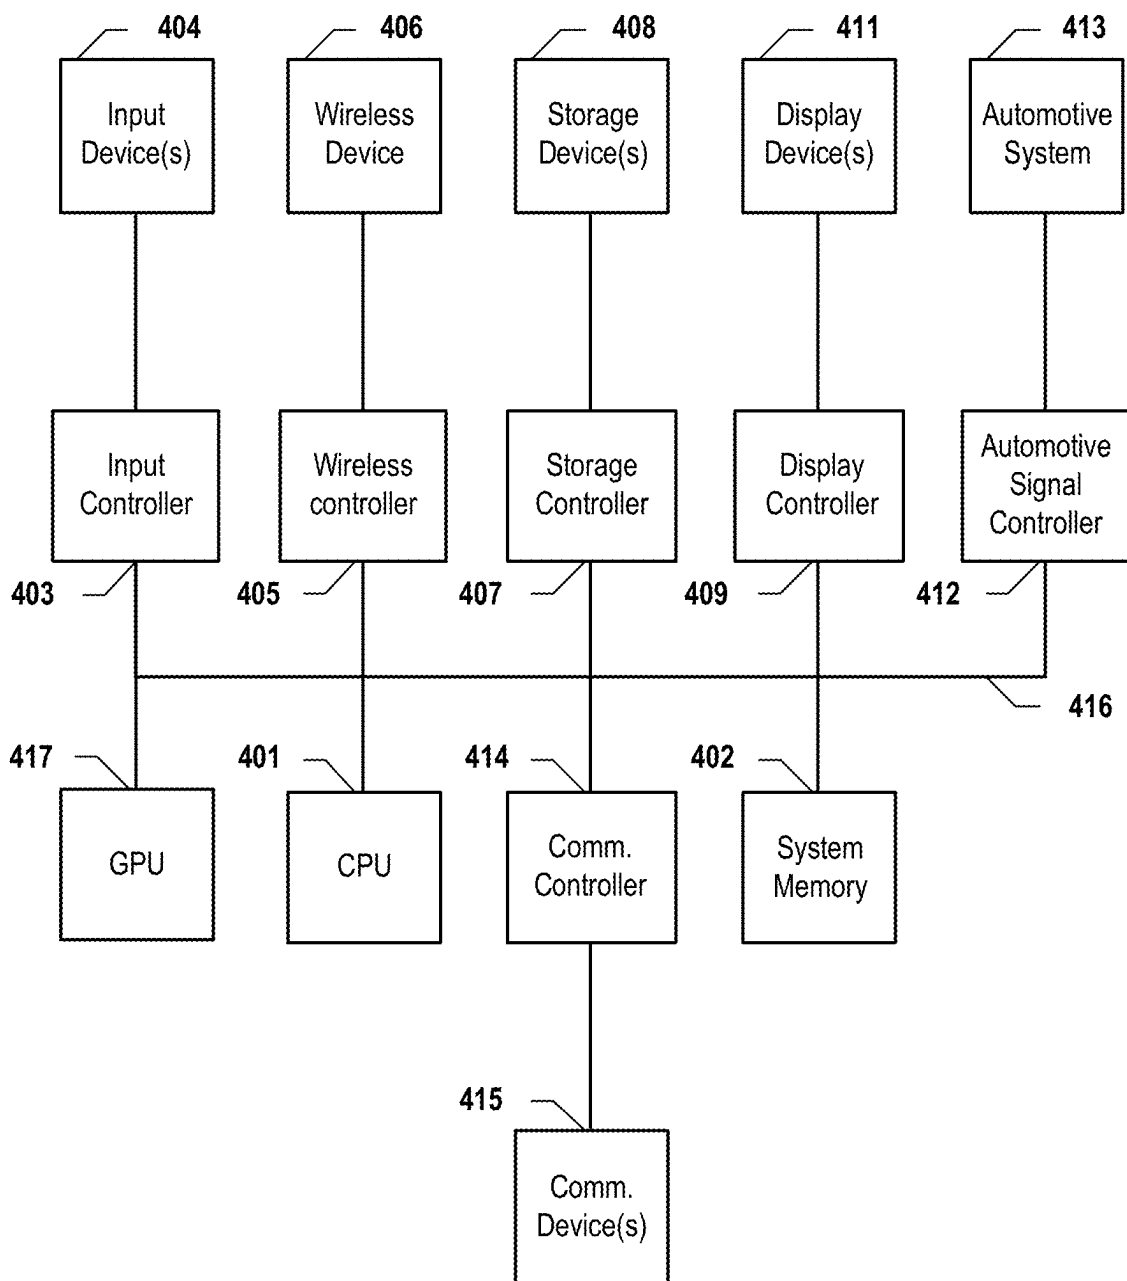 404
406
408
411
413
Input
Device(s)
Wireless
Device
Storage
Device(s)
Display
Device(s)
Automotive
System
Input
Controller
Wireless
controller
Storage
Controller
Display
Controller
Automotive
Signal
Controller
403
405
407
409
412
416
417
401
414
402
GPU
CPU
Comm.
Controller
System
Memory
415
Comm.
Device(s)